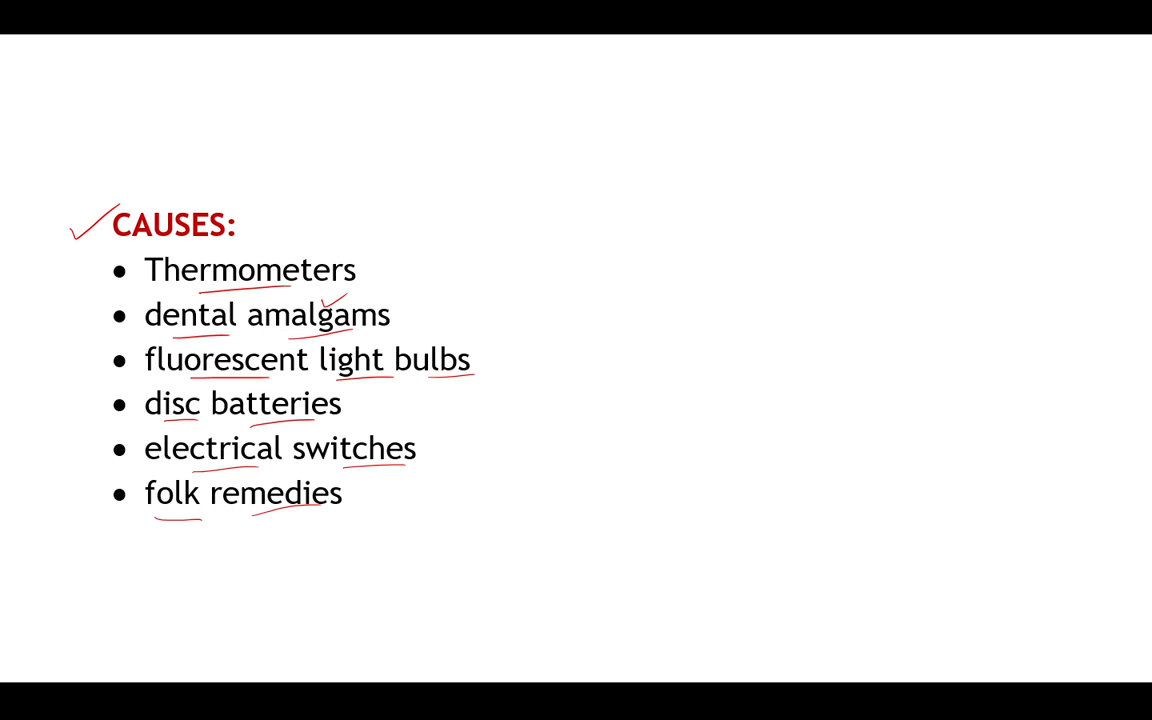 CAUSES:
• Thermometers
• dental amalgams
• fluorescent light bulbs
• disc batteries
• electrical switches
• folk remedies